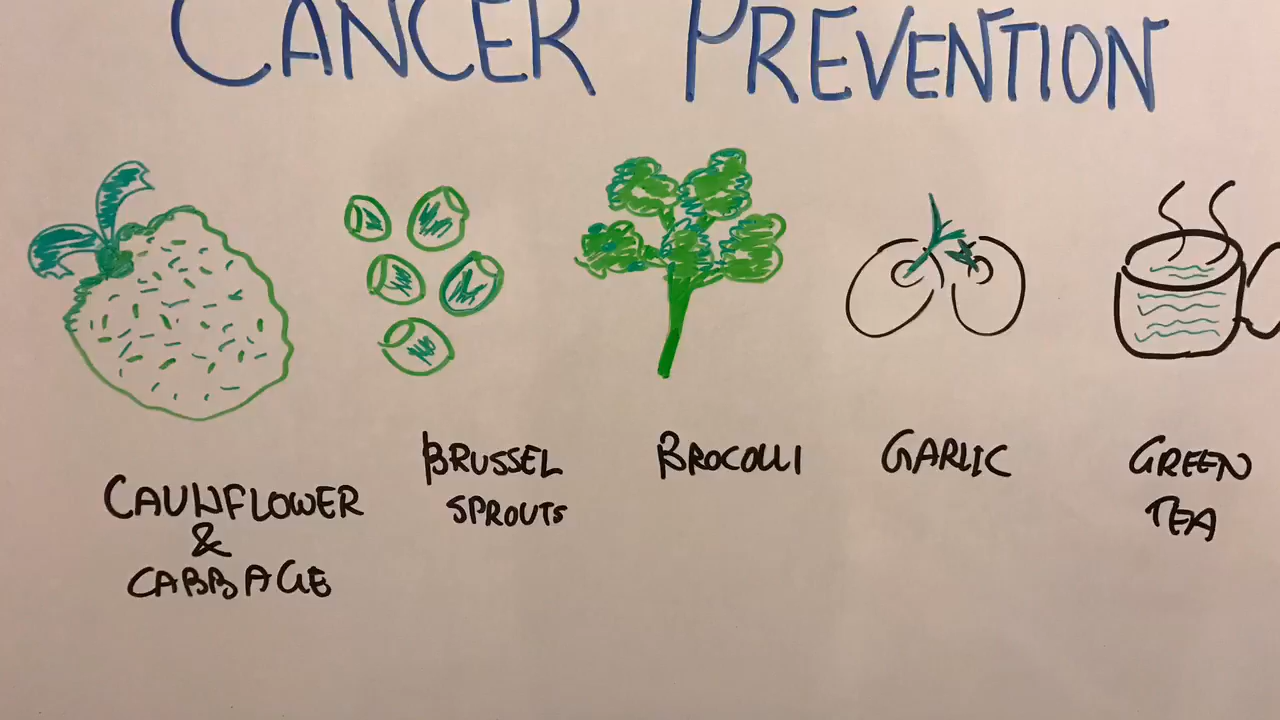 CANCER PREVENTION
CAULIFLOWER
&
CABBAGE
BRUSSEL
SPROUTS
BROCOLLI
GARLIC
GREEN
TEA